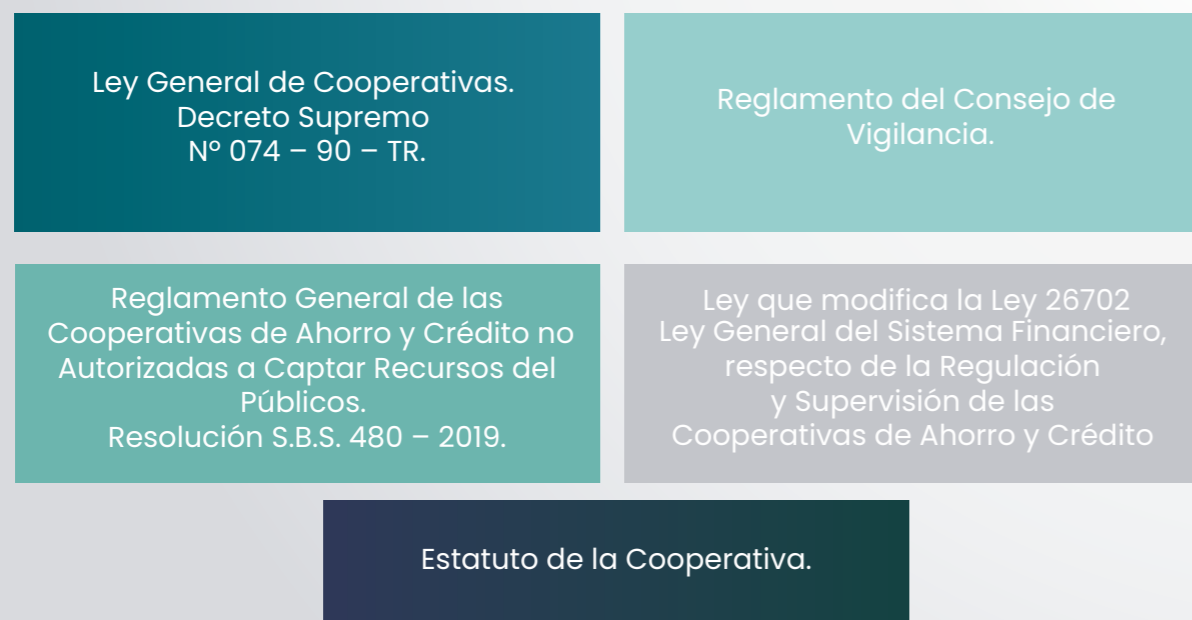 Ley General de Cooperativas.
Decreto Supremo
N° 074 – 90 – TR.
Reglamento del Consejo de
Vigilancia.
Reglamento General de las
Cooperativas de Ahorro y Crédito no
Autorizadas a Captar Recursos del
Públicos.
Resolución S.B.S. 480 – 2019.
Ley que modifica la Ley 26702
Ley General del Sistema Financiero,
respecto de la Regulación
y Supervisión de las
Cooperativas de Ahorro y Crédito
Estatuto de la Cooperativa.